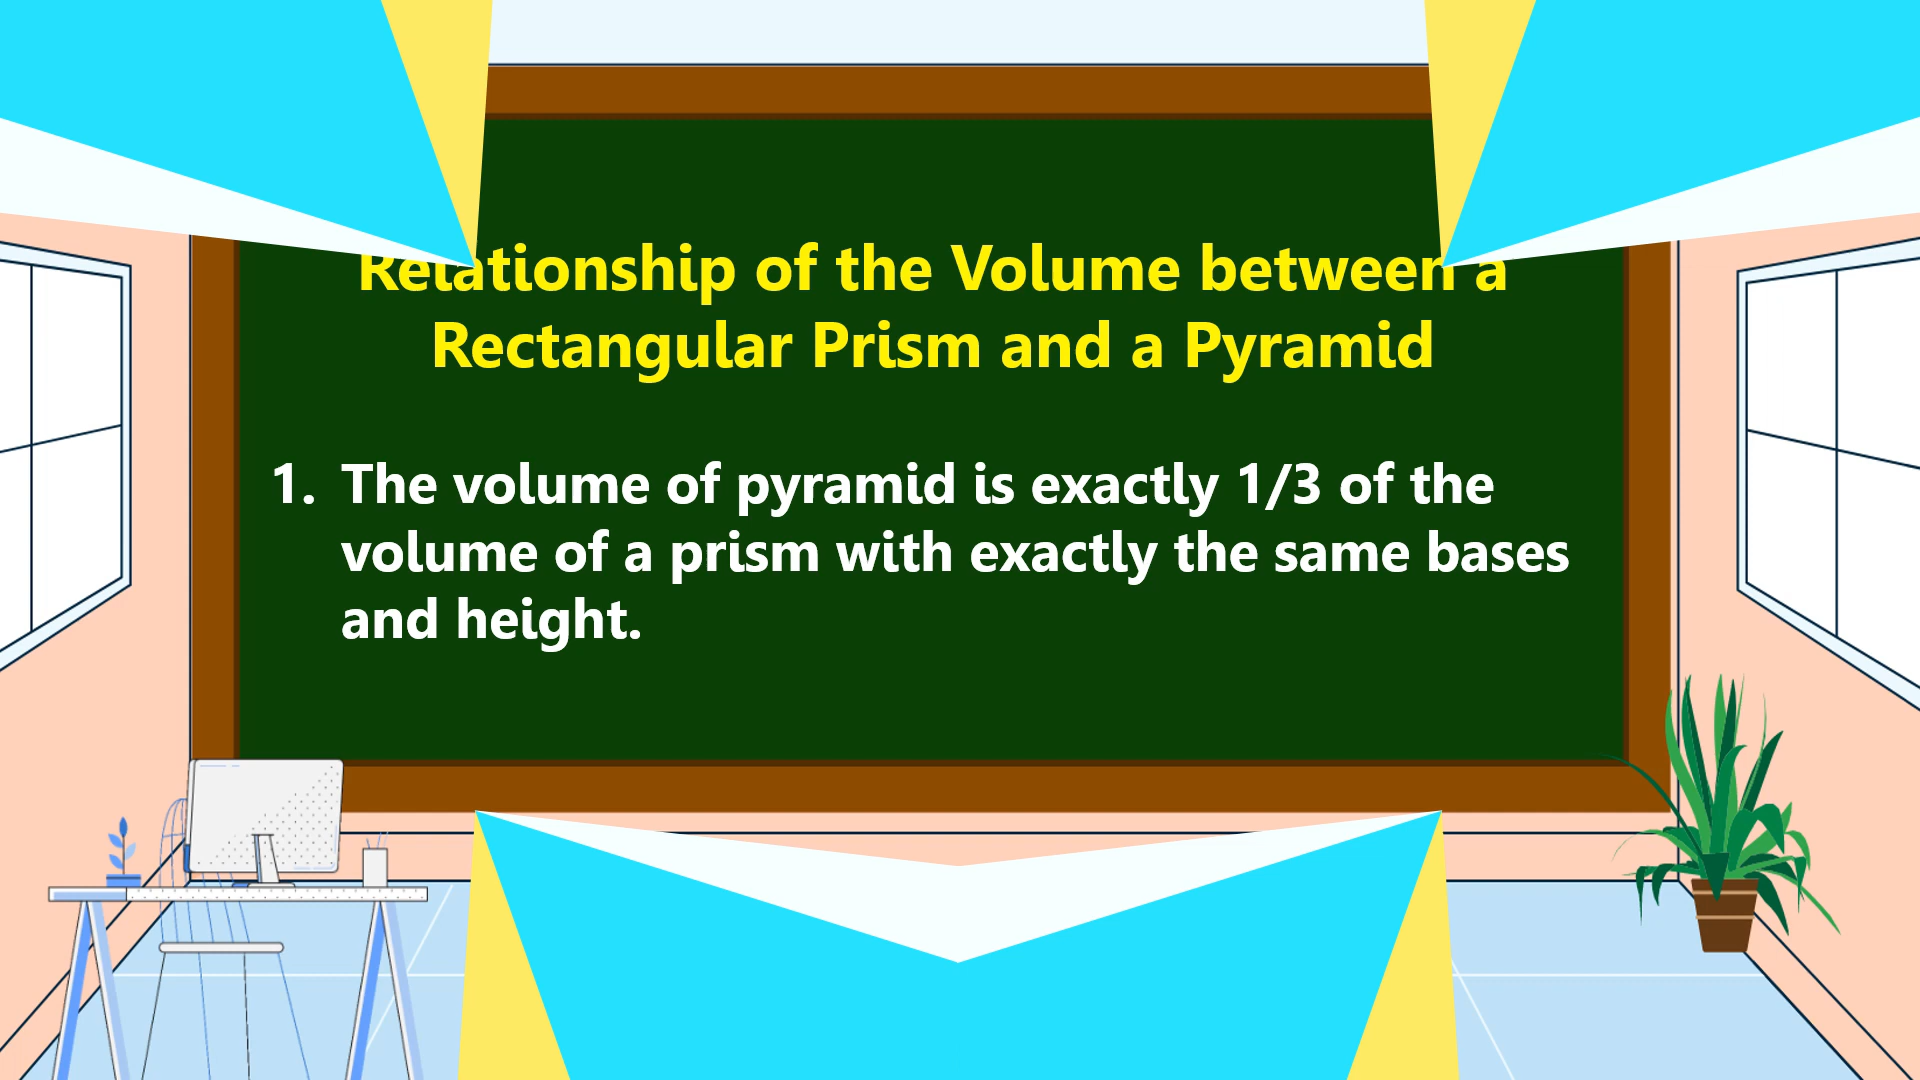 Relationship of the Volume between a
Rectangular Prism and a Pyramid
1. The volume of pyramid is exactly 1/3 of the
volume of a prism with exactly the same bases
and height.